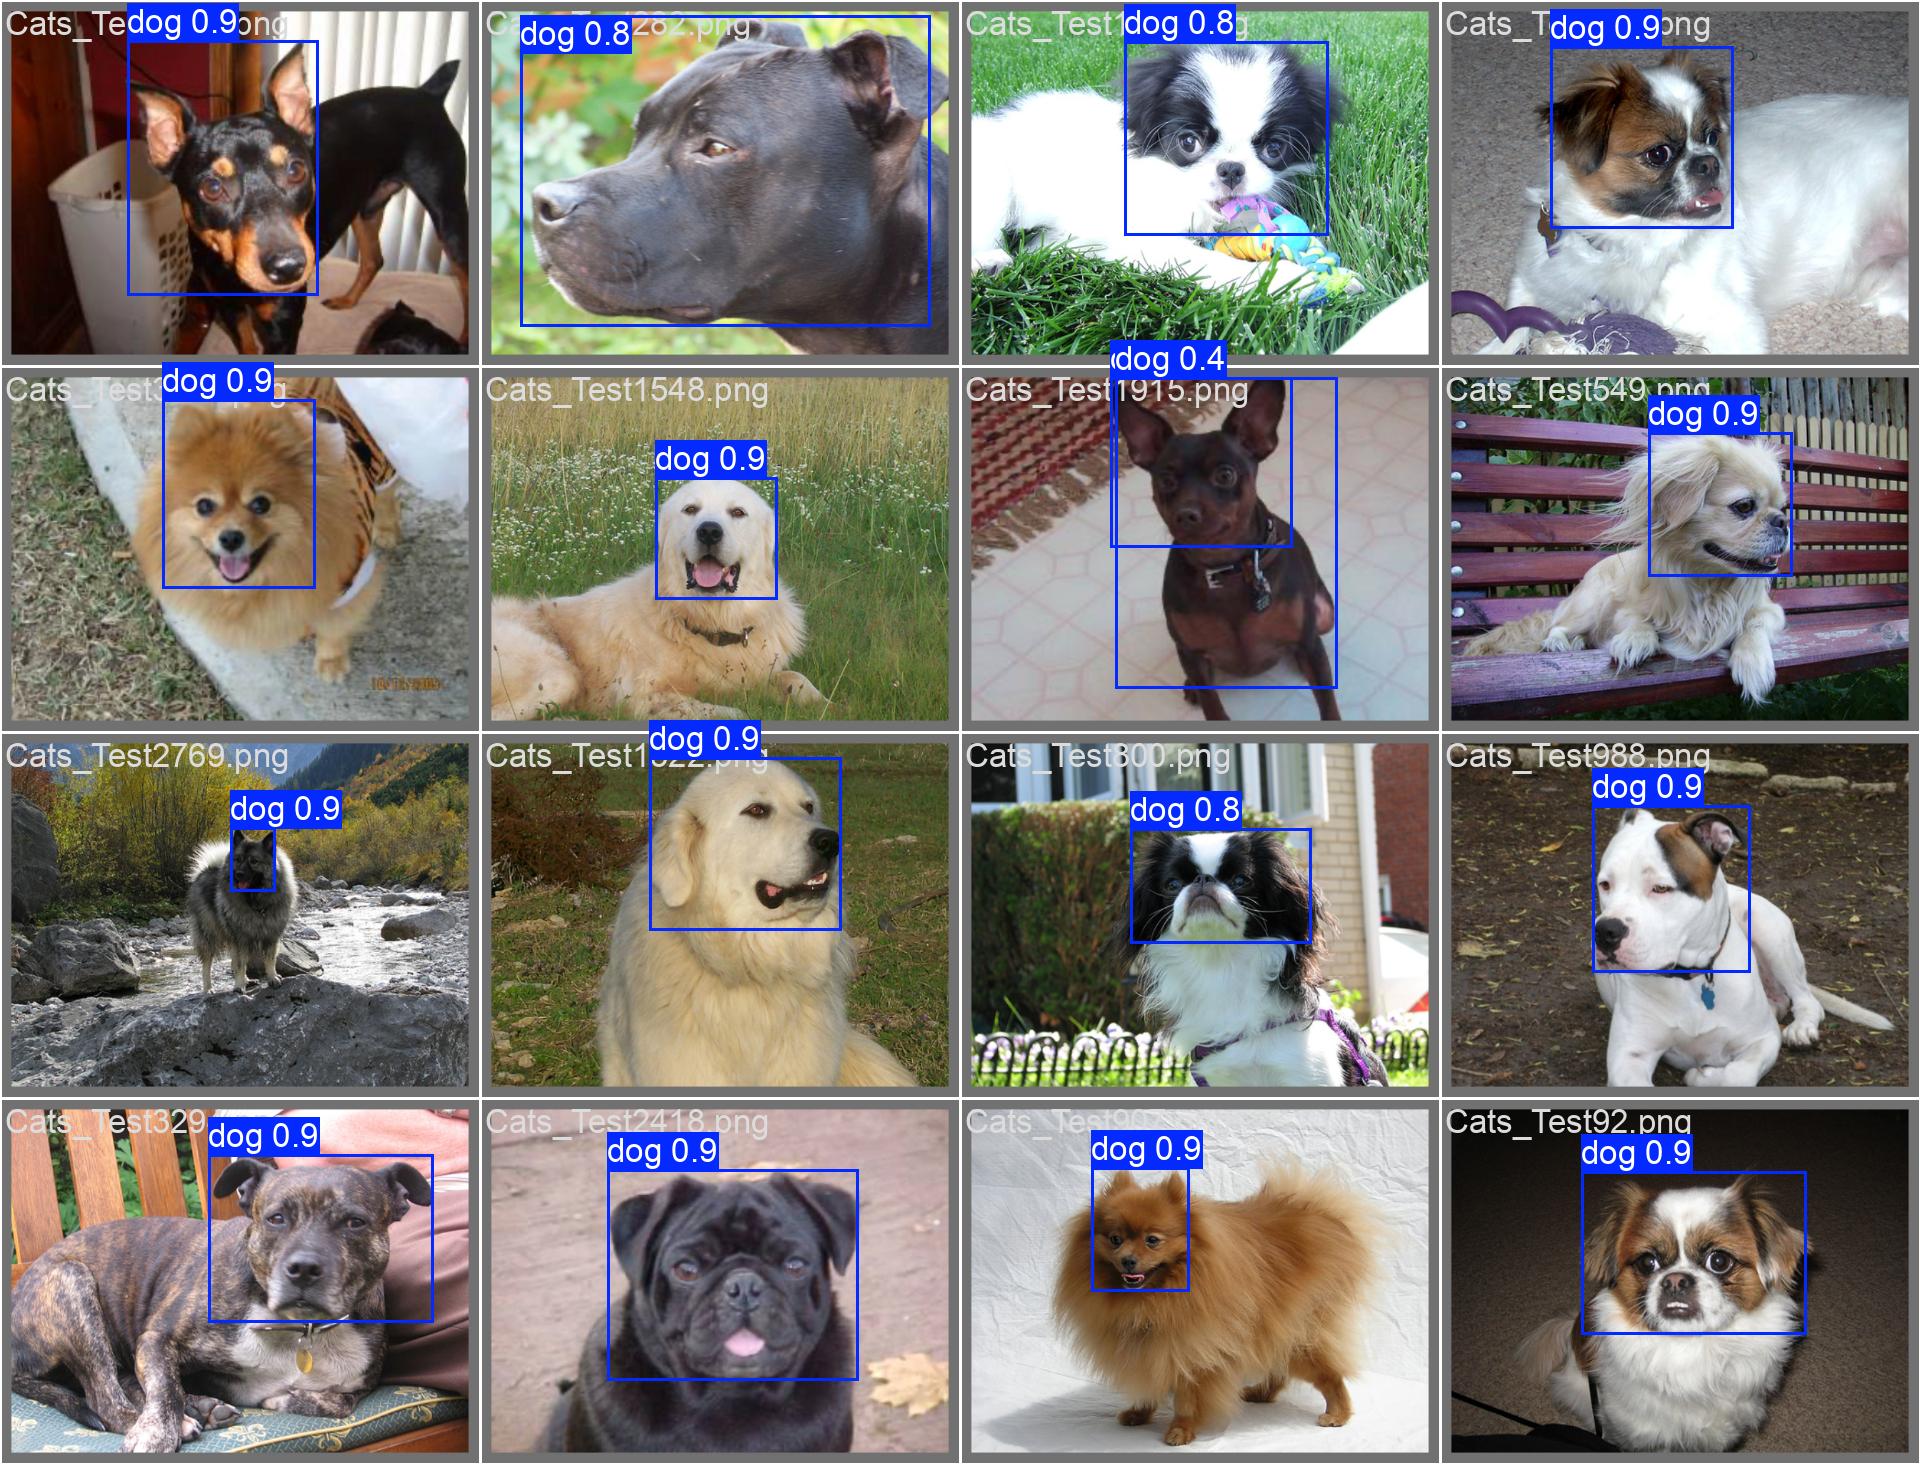 dog 0.9
dog 0.8
dog 0.8
dog 0.9
dog 0.9
Cats_Test1548.png
dog 0.9
Cats_Test1915.png
dog 0.4
Cats_Test549.png
dog 0.9
Cats_Test2769.png
dog 0.9
dog 0.9
Cats_Test800.png
dog 0.8
Cats_Test988.png
dog 0.9
dog 0.9
Cats_Test2418.png
dog 0.9
dog 0.9
Cats_Test92.png
dog 0.9